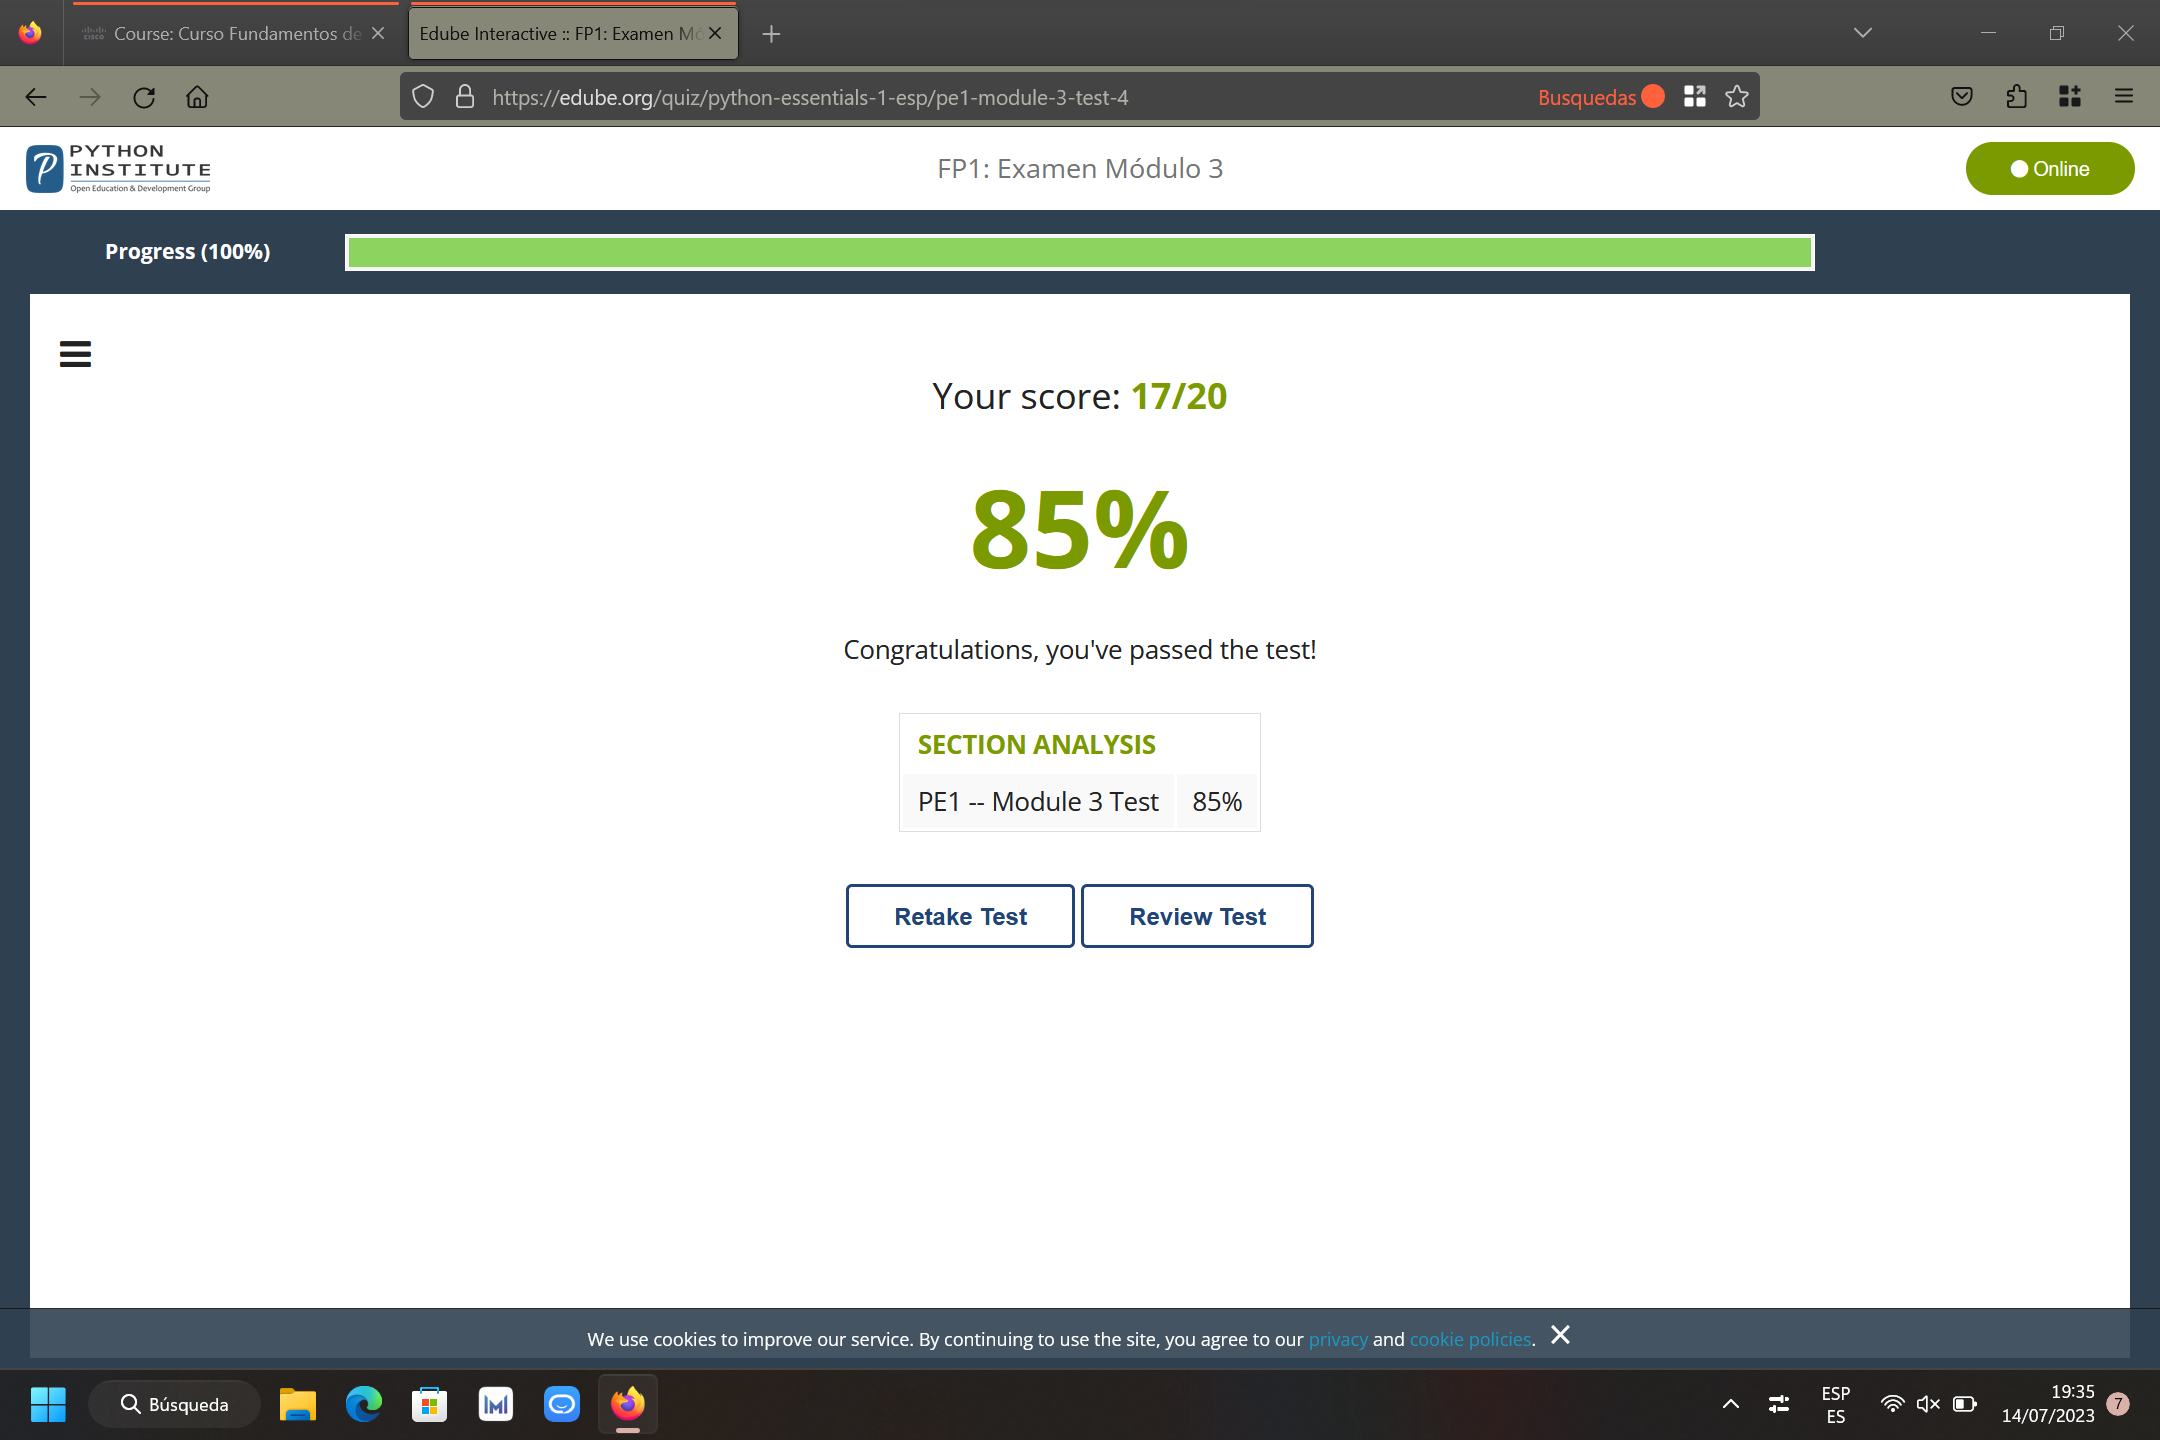 Course: Curso Fundamentos de
Edube Interactive :: FP1: Examen Mó
https://edube.org/quiz/python-essentials-1-esp/pe1-module-3-test-4
Busquedas
PYTHON
INSTITUTE
Open Education & Development Group
FP1: Examen Módulo 3
Online
Progress (100%)
Your score: 17/20
85%
Congratulations, you've passed the test!
SECTION ANALYSIS
PE1 -- Module 3 Test 85%
Retake Test
Review Test
We use cookies to improve our service. By continuing to use the site, you agree to our privacy and cookie policies.
Búsqueda
ESP
ES
19:35
14/07/2023
7